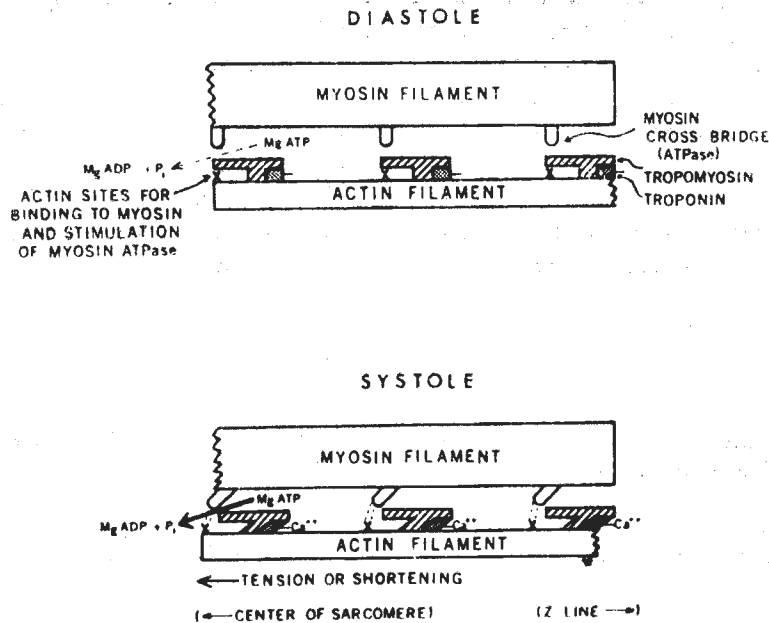 DIASTOLE
MYOSIN FILAMENT
Mg ATP
MYOSIN
CROSS BRIDGE
(ATPase)
Mg ADP + Pi
TROPOMYOSIN
ACTIN SITES FOR
BINDING TO MYOSIN
AND STIMULATION
OF MYOSIN ATPase
ACTIN FILAMENT
TROPONIN
SYSTOLE
MYOSIN FILAMENT
Mg ATP
Mg ADP + Pi
Ca++
Ca++
Ca++
ACTIN FILAMENT
←TENSION OR SHORTENING
(←CENTER OF SARCOMERE)
(Z LINE→)